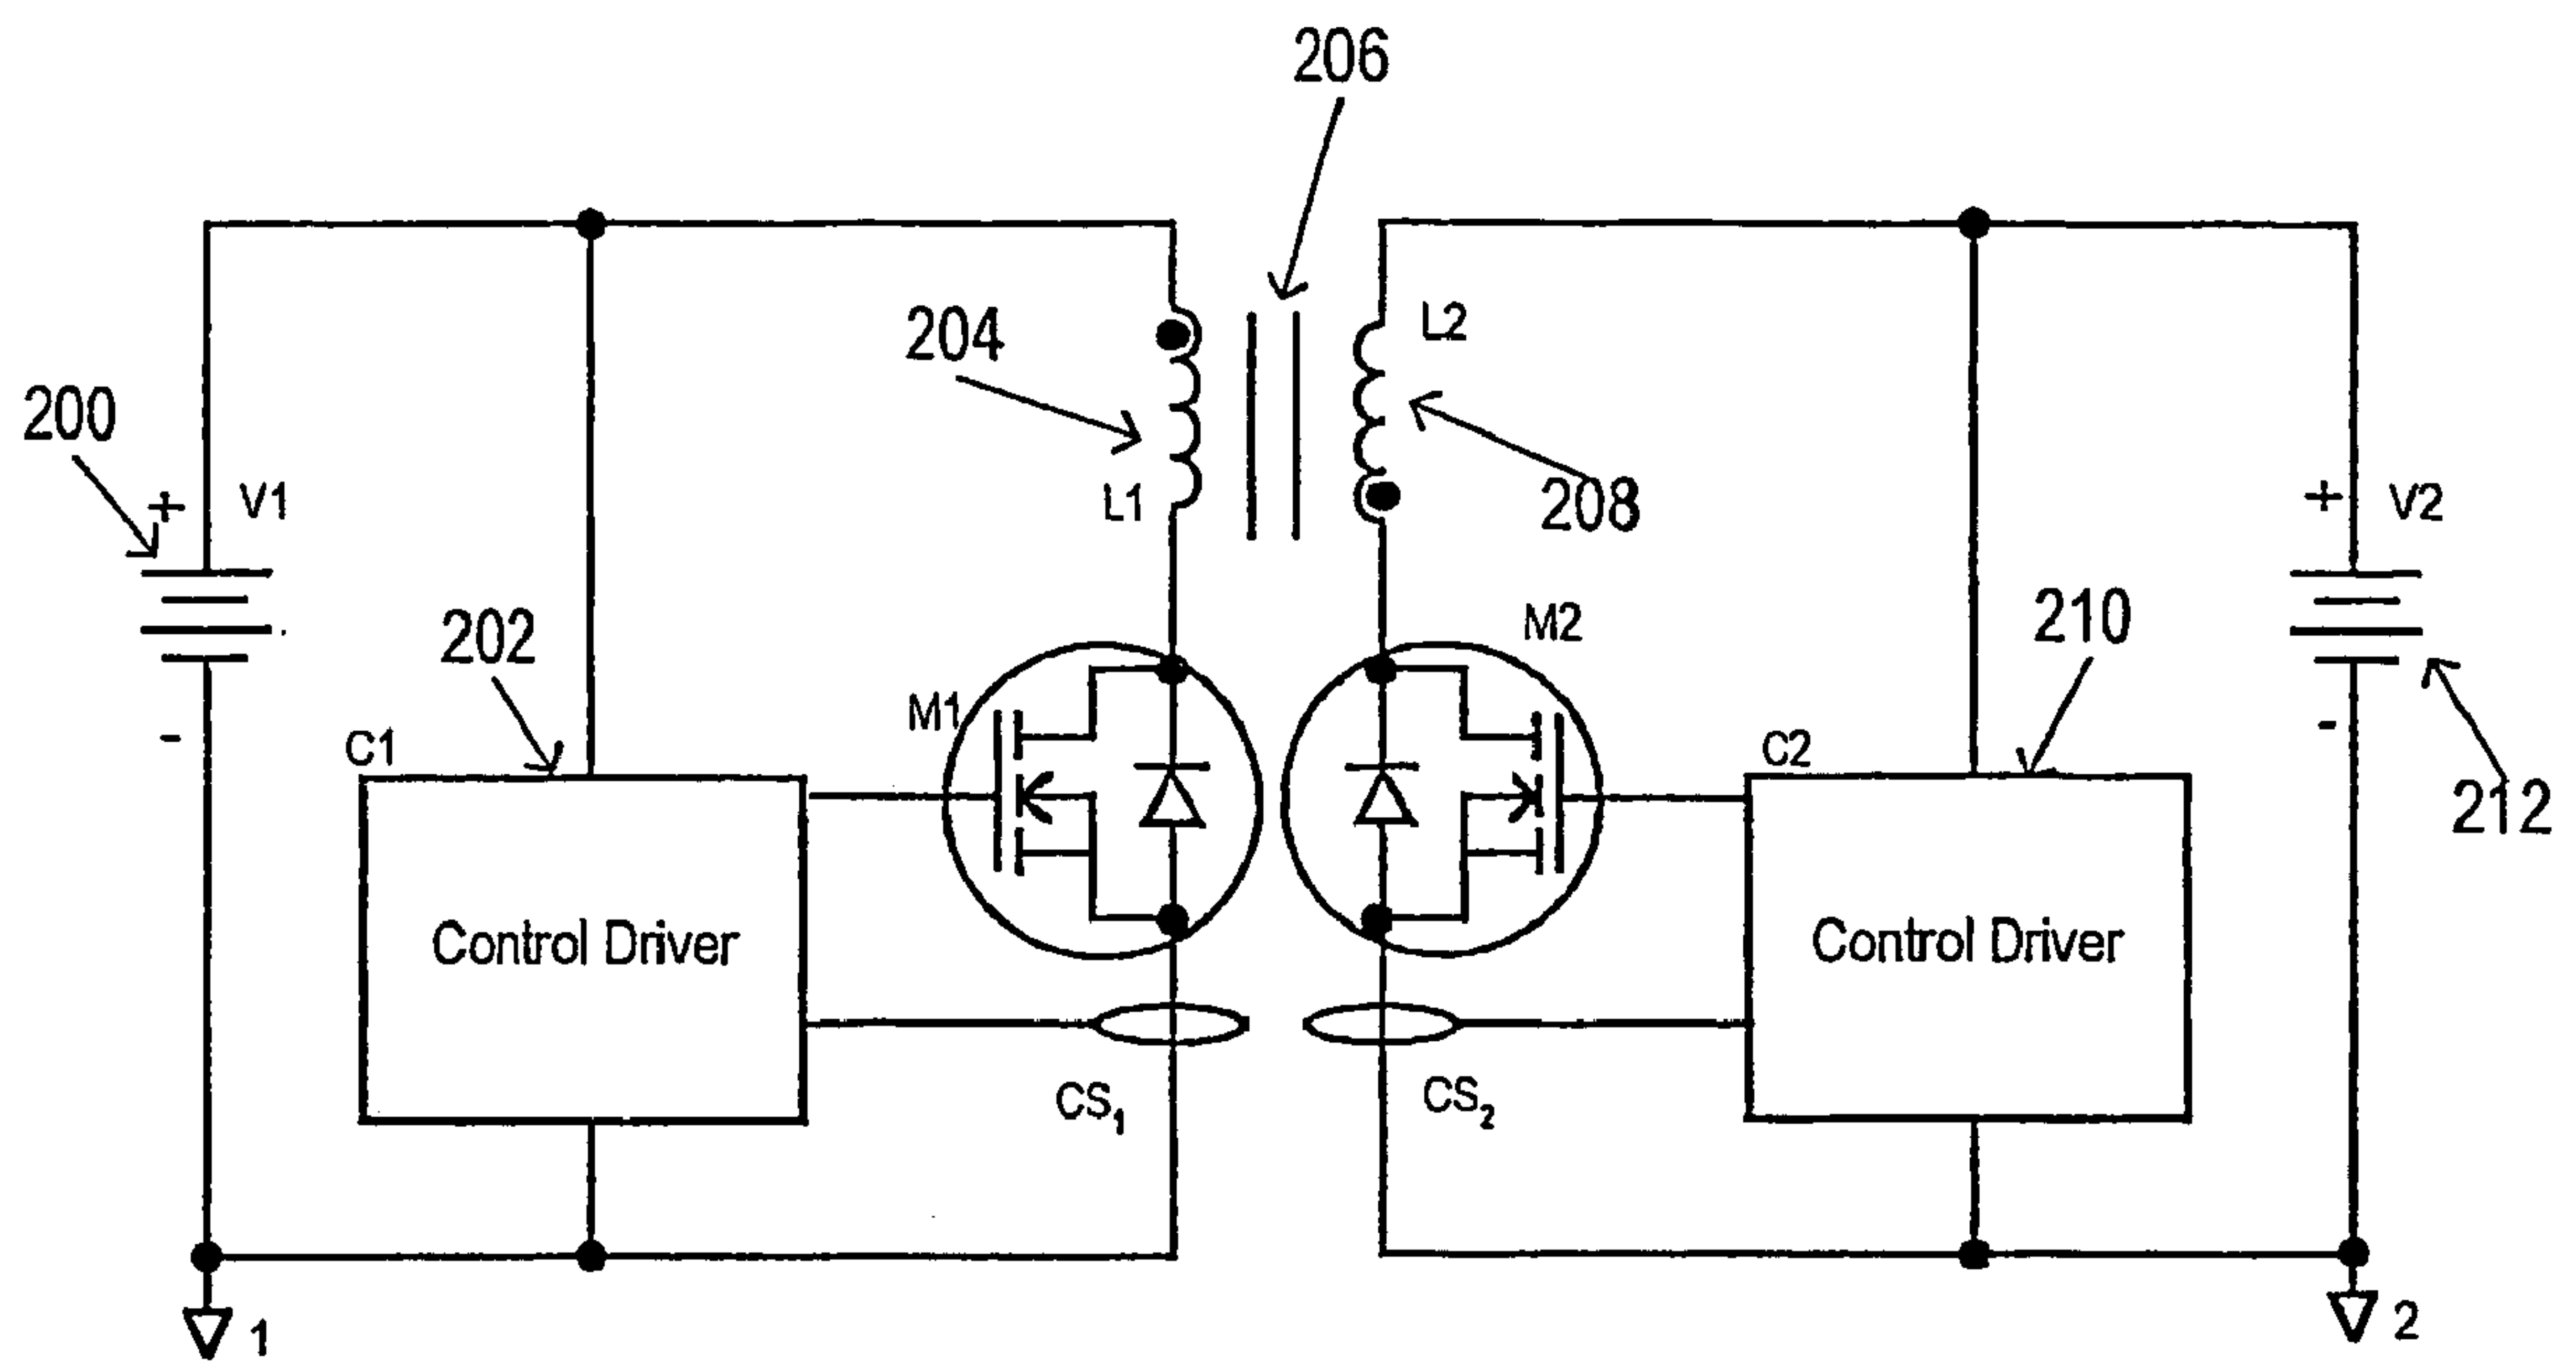 206
204
L2
200
+ V1
L1
208
+ V2
202
M2
210
M1
-
C1
C2
-
212
Control Driver
Control Driver
CS₁
CS₂
1
2